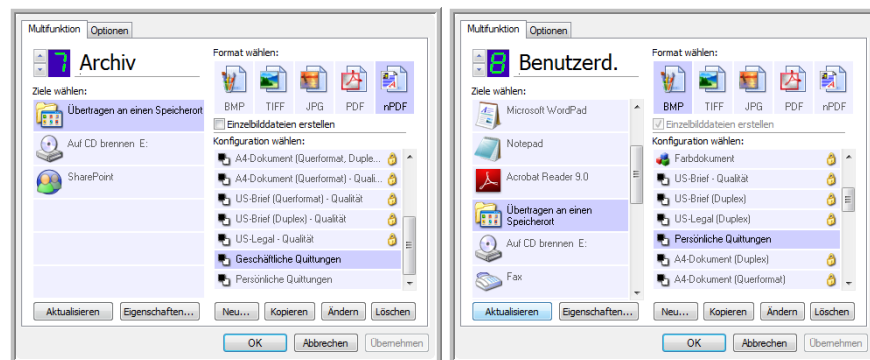 Multifunktion Optionen
7 Archiv
Format wählen:
BMP TIFF JPG PDF nPDF
Ziele wählen:
Übertragen an einen Speicherort
Auf CD brennen E:
SharePoint
Einzelbilddateien erstellen
Konfiguration wählen:
A4-Dokument (Querformat, Duple...
A4-Dokument (Querformat) - Quali...
US-Brief (Querformat) - Qualität
US-Brief (Duplex) - Qualität
US-Legal - Qualität
Geschäftliche Quittungen
Persönliche Quittungen
Aktualisieren Eigenschaften... Neu... Kopieren Ändern Löschen
OK Abbrechen Übernehmen
Multifunktion Optionen
8 Benutzerd.
Format wählen:
BMP TIFF JPG PDF nPDF
Ziele wählen:
Microsoft WordPad
Notepad
Acrobat Reader 9.0
Übertragen an einen
Speicherort
Auf CD brennen E:
Fax
Einzelbilddateien erstellen
Konfiguration wählen:
Farbdokument
US-Brief - Qualität
US-Brief (Duplex)
US-Legal (Duplex)
Persönliche Quittungen
A4-Dokument (Duplex)
A4-Dokument (Querformat)
Aktualisieren Eigenschaften... Neu... Kopieren Ändern Löschen
OK Abbrechen Übernehmen